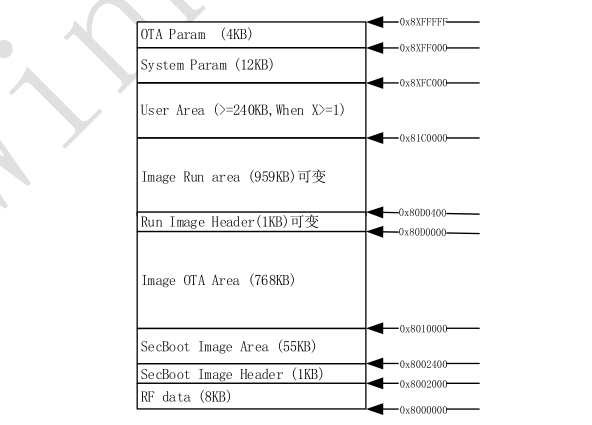 OTA Param (4KB)
0x8XFFFFF
0x8XFF000
System Param (12KB)
0x8XFC000
User Area (>=240KB,When X>=1)
0x81C0000
Image Run area (959KB)可变
0x80D0400
Run Image Header(1KB)可变
0x80D0000
Image OTA Area (768KB)
0x8010000
SecBoot Image Area (55KB)
0x8002400
SecBoot Image Header (1KB)
0x8002000
RF data (8KB)
0x8000000